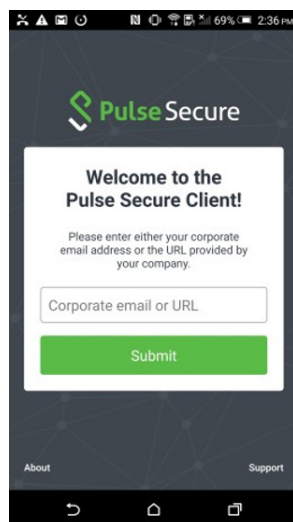 69% 2:36 PM
Pulse Secure
Welcome to the
Pulse Secure Client!
Please enter either your corporate
email address or the URL provided by
your company.
Corporate email or URL
Submit
About
Support